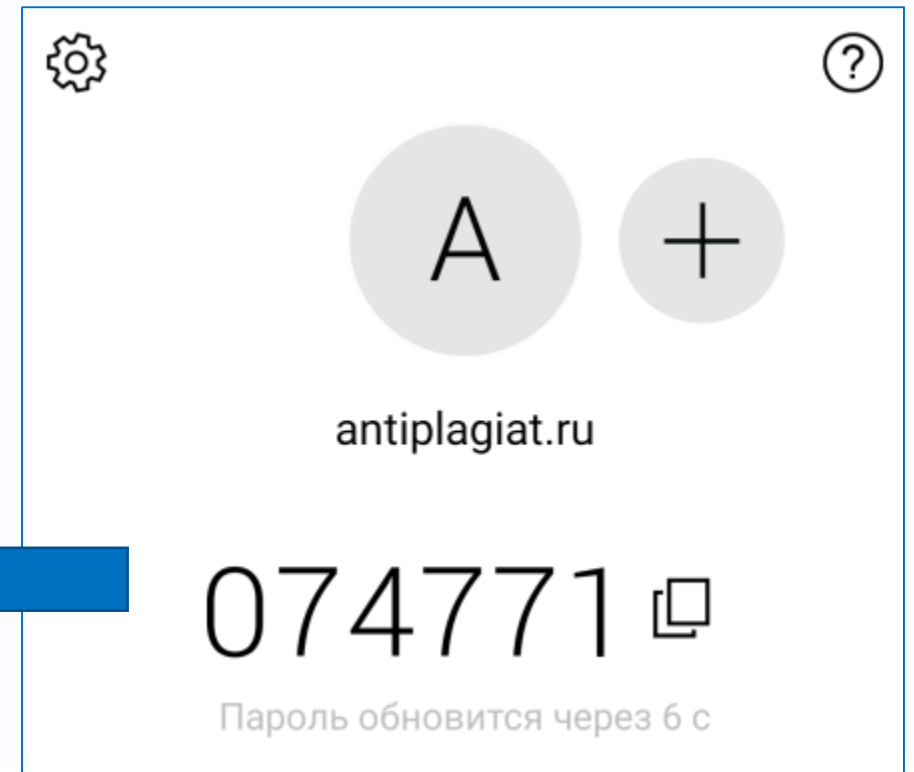 ?
A +
antiplagiat.ru
074771
Пароль обновится через 6 с